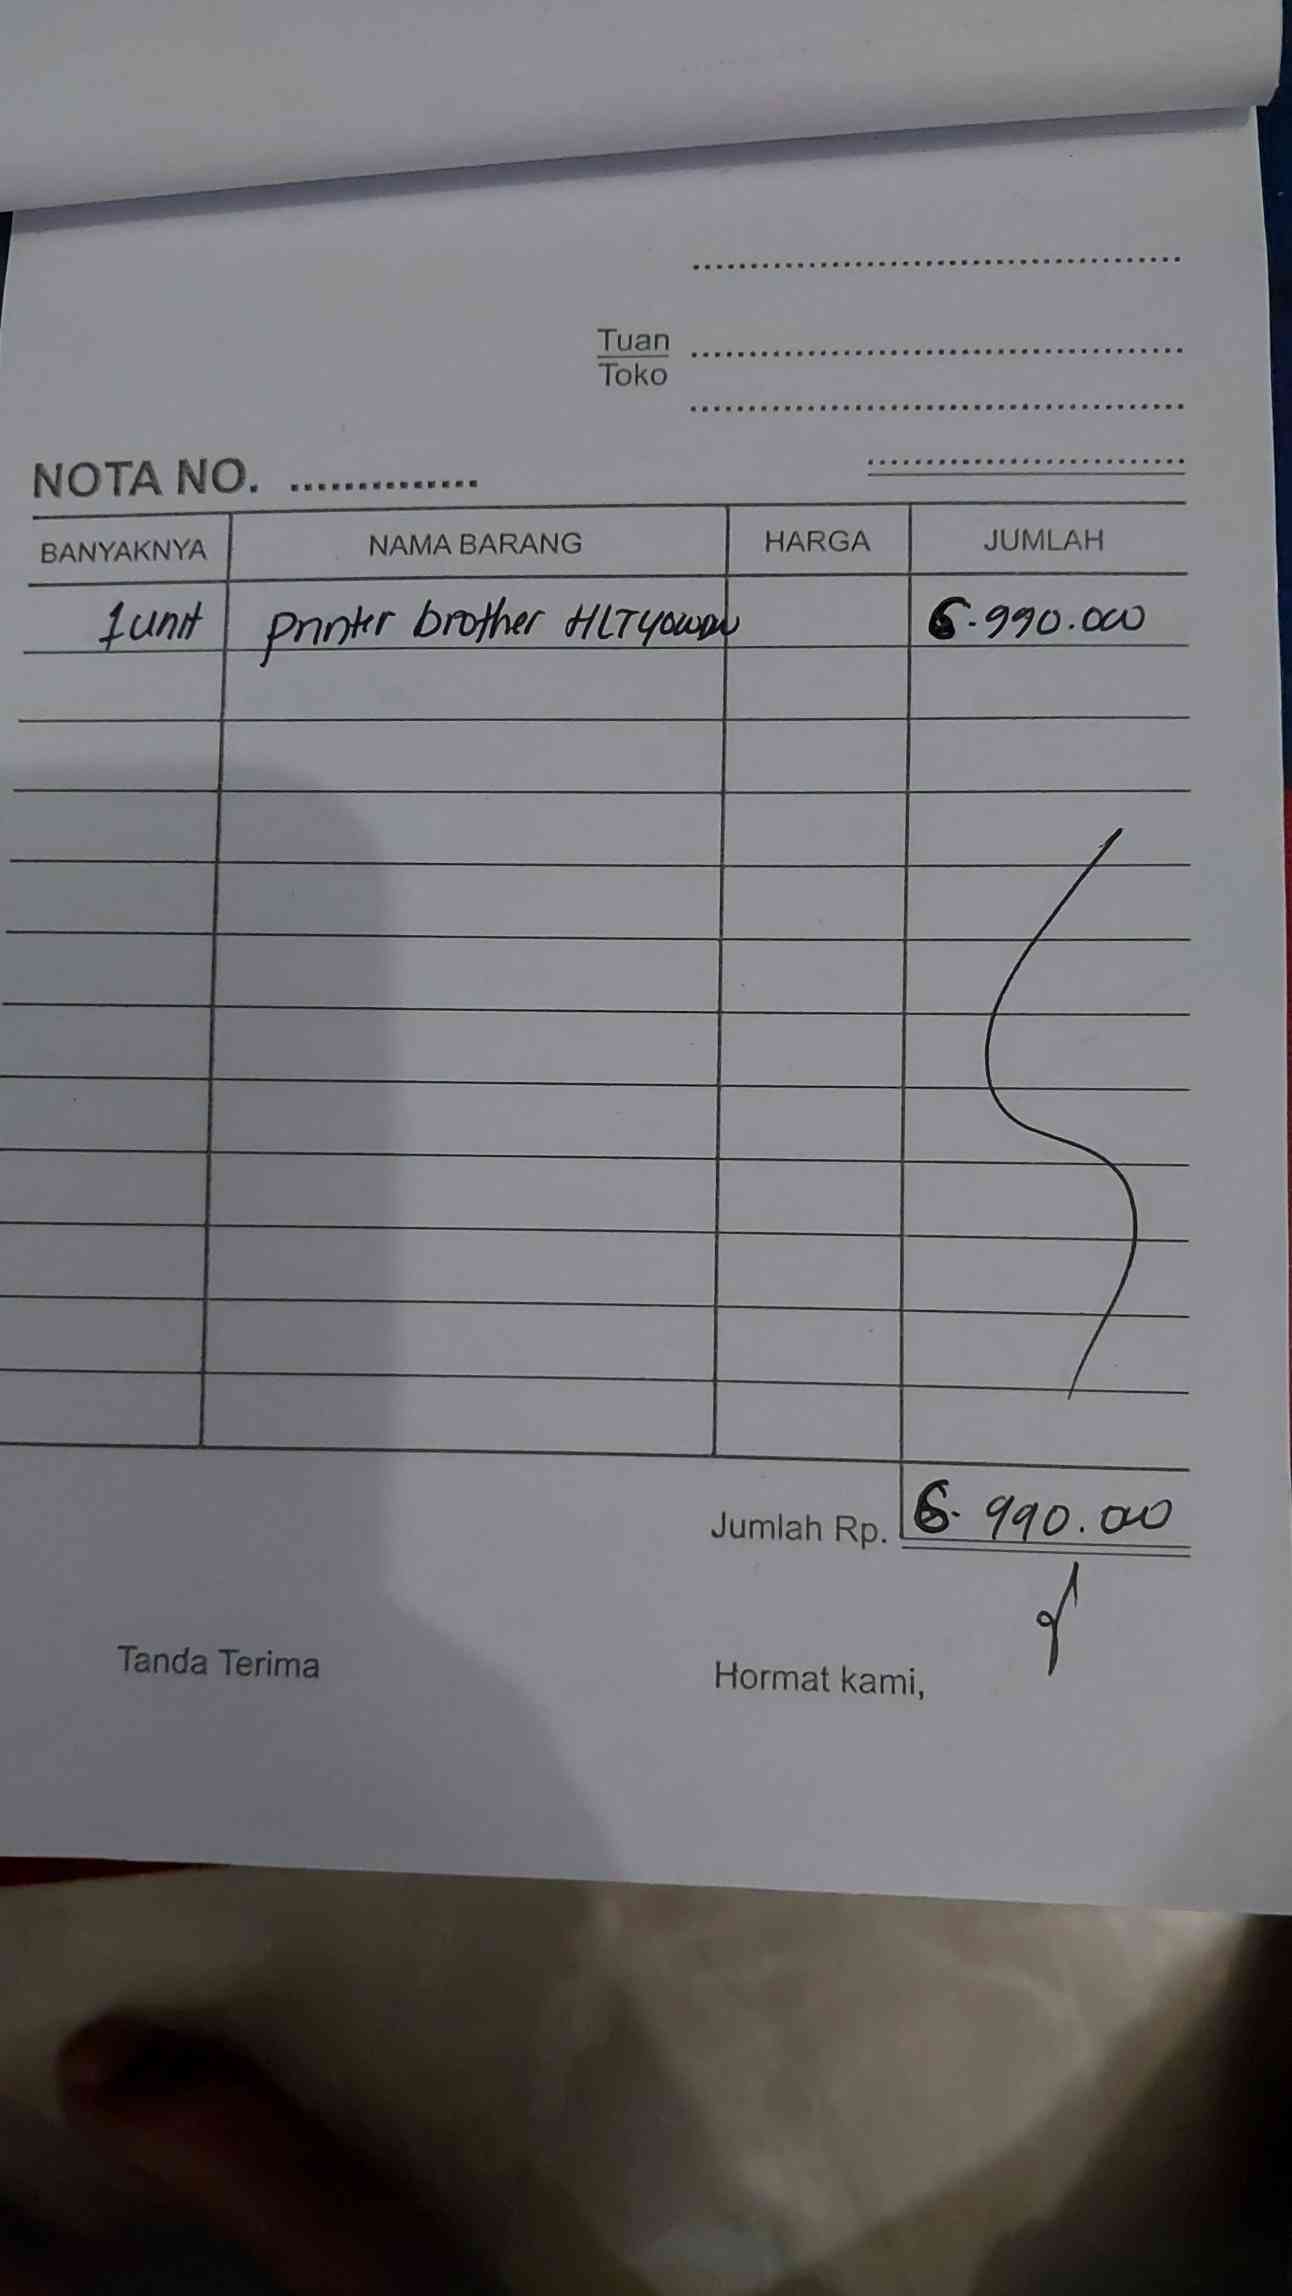 Tuan
Toko
NOTA NO.
BANYAKNYA NAMA BARANG HARGA JUMLAH
1 unit printer brother HLT4000DW 6.990.000
Jumlah Rp. 6.990.000
Tanda Terima Hormat kami,